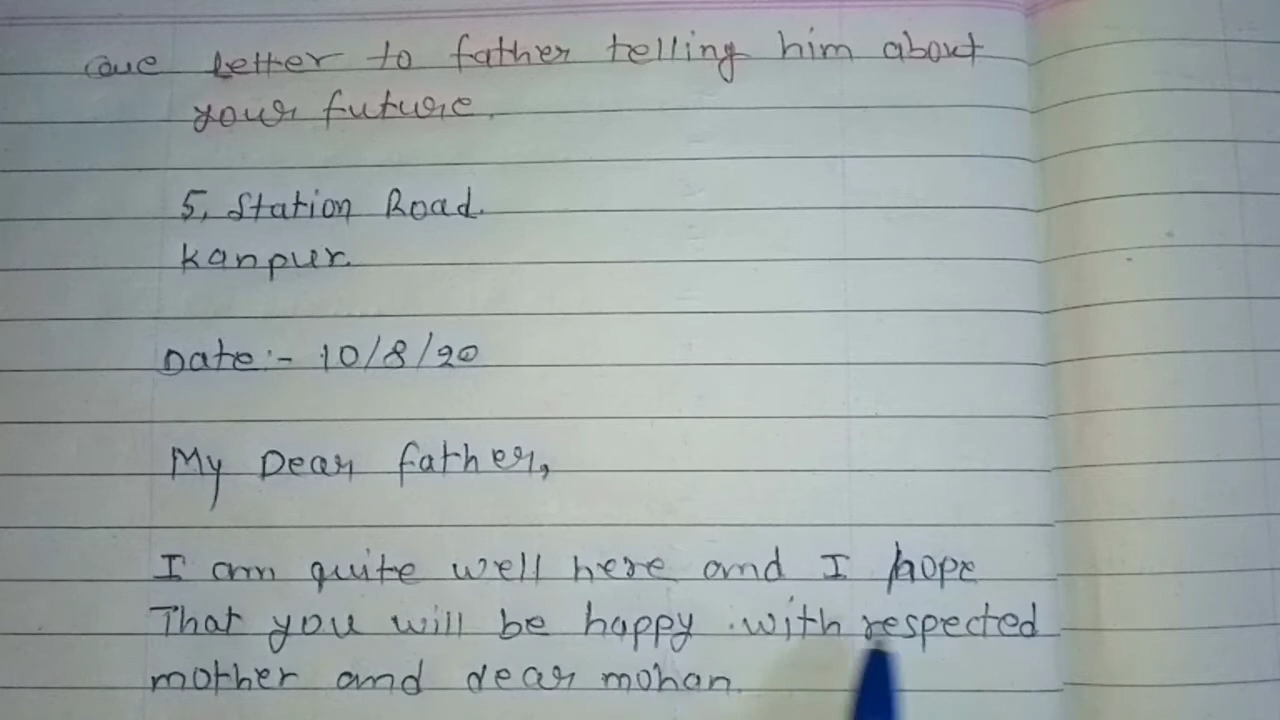 letter to father telling him about
your future.
5, Station Road.
Kanpur.
Date:- 10/8/20
My Dear father,
I am quite well here and I hope
That you will be happy with respected
mother and dear mohan.